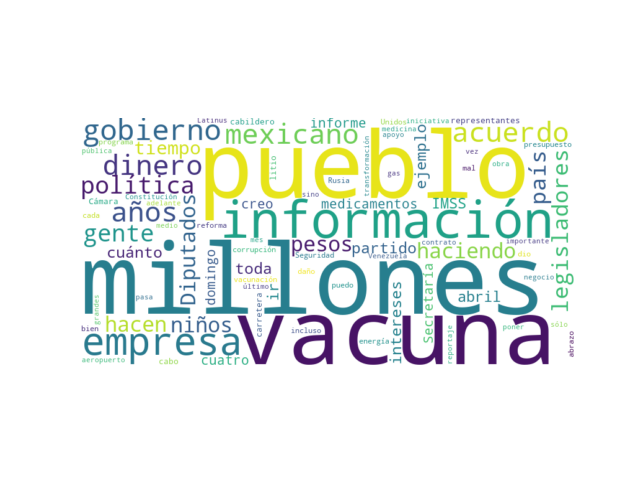 Latinus cabildero informe Unidos iniciativa representantes
gobierno mexicano acuerdo
programa apoyo medicina vez presupuesto
pública tiempo pueblo ejemplo mal obra
dinero litio Rusia transformación gas país
política
Cámara Constitución sino legisladores
adelante creo medicamentos IMSS
cada años información
medio reforma
gente Diputados mes corrupción pesos partido contrato haciendo importante
cuánto Seguridad Venezuela dio
domingo toda daño
vacunación último ir puedo negocio
millones
grandes pasa carretera intereses Secretaría abril
hacen niños vacuna poner sólo
bien incluso
empresa energía reportaje abrazo
aeropuerto cabo cuatro